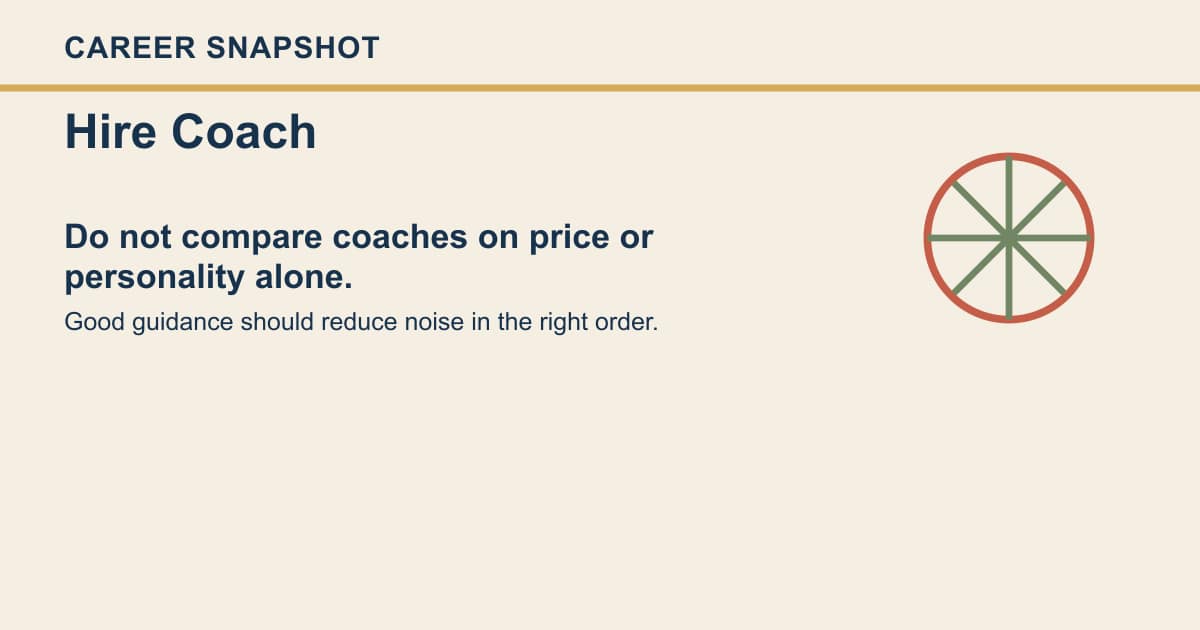 CAREER SNAPSHOT
Hire Coach
Do not compare coaches on price or
personality alone.
Good guidance should reduce noise in the right order.